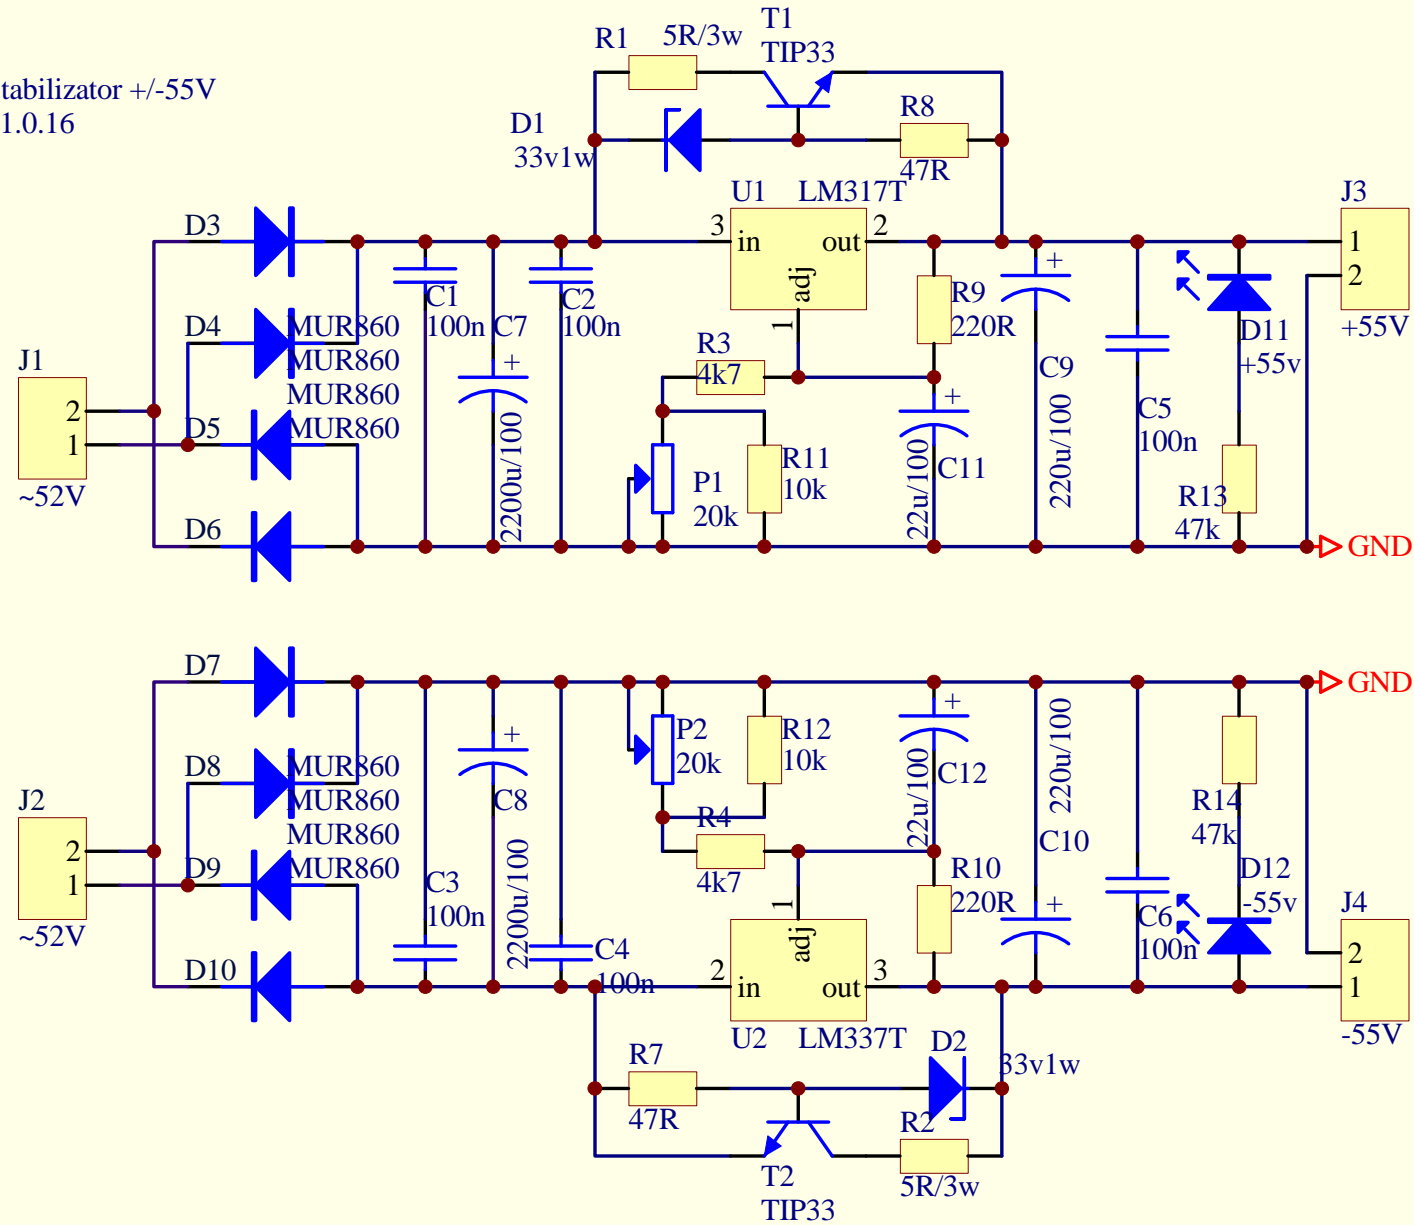 tabilizator +/-55V
1.0.16
R1
5R/3w
T1
TIP33
D1
33v1w
R8
47R
U1
LM317T
3
in
out
2
adj
1
J3
1
2
+55V
D3
D4
MUR860
MUR860
MUR860
MUR860
D5
D6
J1
2
1
~52V
C1
100n
C7
2200u/100
+
C2
100n
R3
4k7
R9
220R
P1
20k
R11
10k
+
C11
22u/100
+
C9
220u/100
C5
100n
D11
+55v
R13
47k
GND
D7
D8
MUR860
MUR860
MUR860
MUR860
D9
D10
J2
2
1
~52V
C3
100n
+
C8
2200u/100
C4
100n
P2
20k
R12
10k
R4
4k7
+
C12
22u/100
R10
220R
220u/100
C10
+
C6
100n
R14
47k
D12
-55v
GND
J4
2
1
-55V
1
adj
2
in
out
3
U2
LM337T
R7
47R
D2
33v1w
R2
5R/3w
T2
TIP33